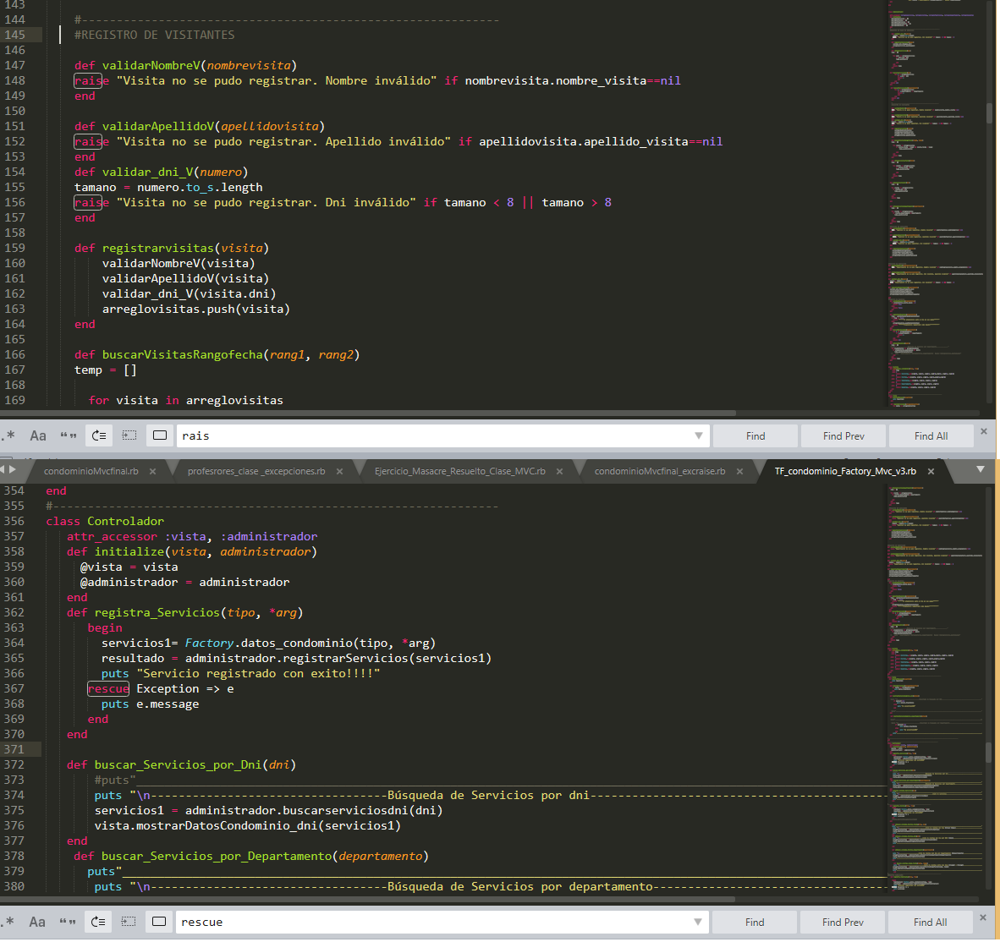 143
144 #------------------------------------------------------------
145 #REGISTRO DE VISITANTES
146
147 def validarNombreV(nombrevisita)
148 raise "Visita no se pudo registrar. Nombre inválido" if nombrevisita.nombre_visita==nil
149 end
150
151 def validarApellidoV(apellidovisita)
152 raise "Visita no se pudo registrar. Apellido inválido" if apellidovisita.apellido_visita==nil
153 end
154 def validar_dni_V(numero)
155 tamano = numero.to_s.length
156 raise "Visita no se pudo registrar. Dni inválido" if tamano < 8 || tamano > 8
157 end
158
159 def registrarvisitas(visita)
160 validarNombreV(visita)
161 validarApellidoV(visita)
162 validar_dni_V(visita.dni)
163 arreglovisitas.push(visita)
164 end
165
166 def buscarVisitasRangofecha(rang1, rang2)
167 temp = []
168
169 for visita in arreglovisitas
.* Aa “” rais Find Find Prev Find All ×
condominioMvcfinal.rb × profesrores_clase _excepciones.rb × Ejercicio_Masacre_Resuelto_Clase_MVC.rb × condominioMvcfinal_excraise.rb × TF_condominio_Factory_Mvc_v3.rb ×
354 end
355 #----------------------------------------------------------------
356 class Controlador
357 attr_accessor :vista, :administrador
358 def initialize(vista, administrador)
359 @vista = vista
360 @administrador = administrador
361 end
362 def registra_Servicios(tipo, *arg)
363 begin
364 servicios1= Factory.datos_condominio(tipo, *arg)
365 resultado = administrador.registrarServicios(servicios1)
366 puts "Servicio registrado con exito!!!!"
367 rescue Exception => e
368 puts e.message
369 end
370 end
371
372 def buscar_Servicios_por_Dni(dni)
373 #puts"______________________________
374 puts "\n----------------------------------Búsqueda de Servicios por dni-------------------------------------------
375 servicios1 = administrador.buscarserviciosdni(dni)
376 vista.mostrarDatosCondominio_dni(servicios1)
377 end
378 def buscar_Servicios_por_Departamento(departamento)
379 puts"______________________________
380 puts "\n----------------------------------Búsqueda de Servicios por departamento----------------------------------
.* Aa “” rescue Find Find Prev Find All ×